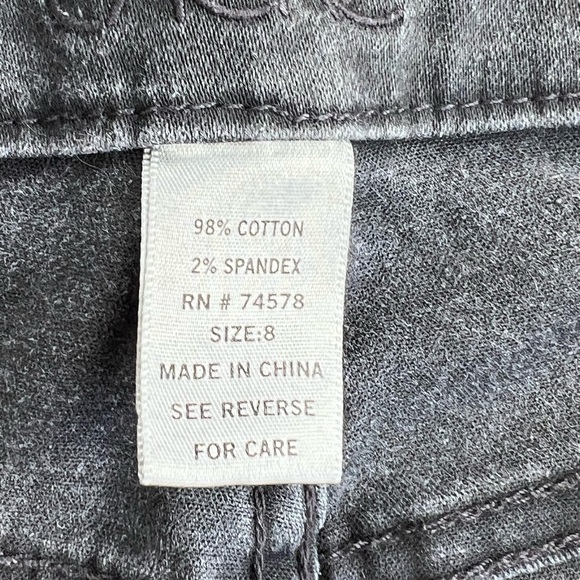 98% COTTON
2% SPANDEX
RN # 74578
SIZE:8
MADE IN CHINA
SEE REVERSE
FOR CARE